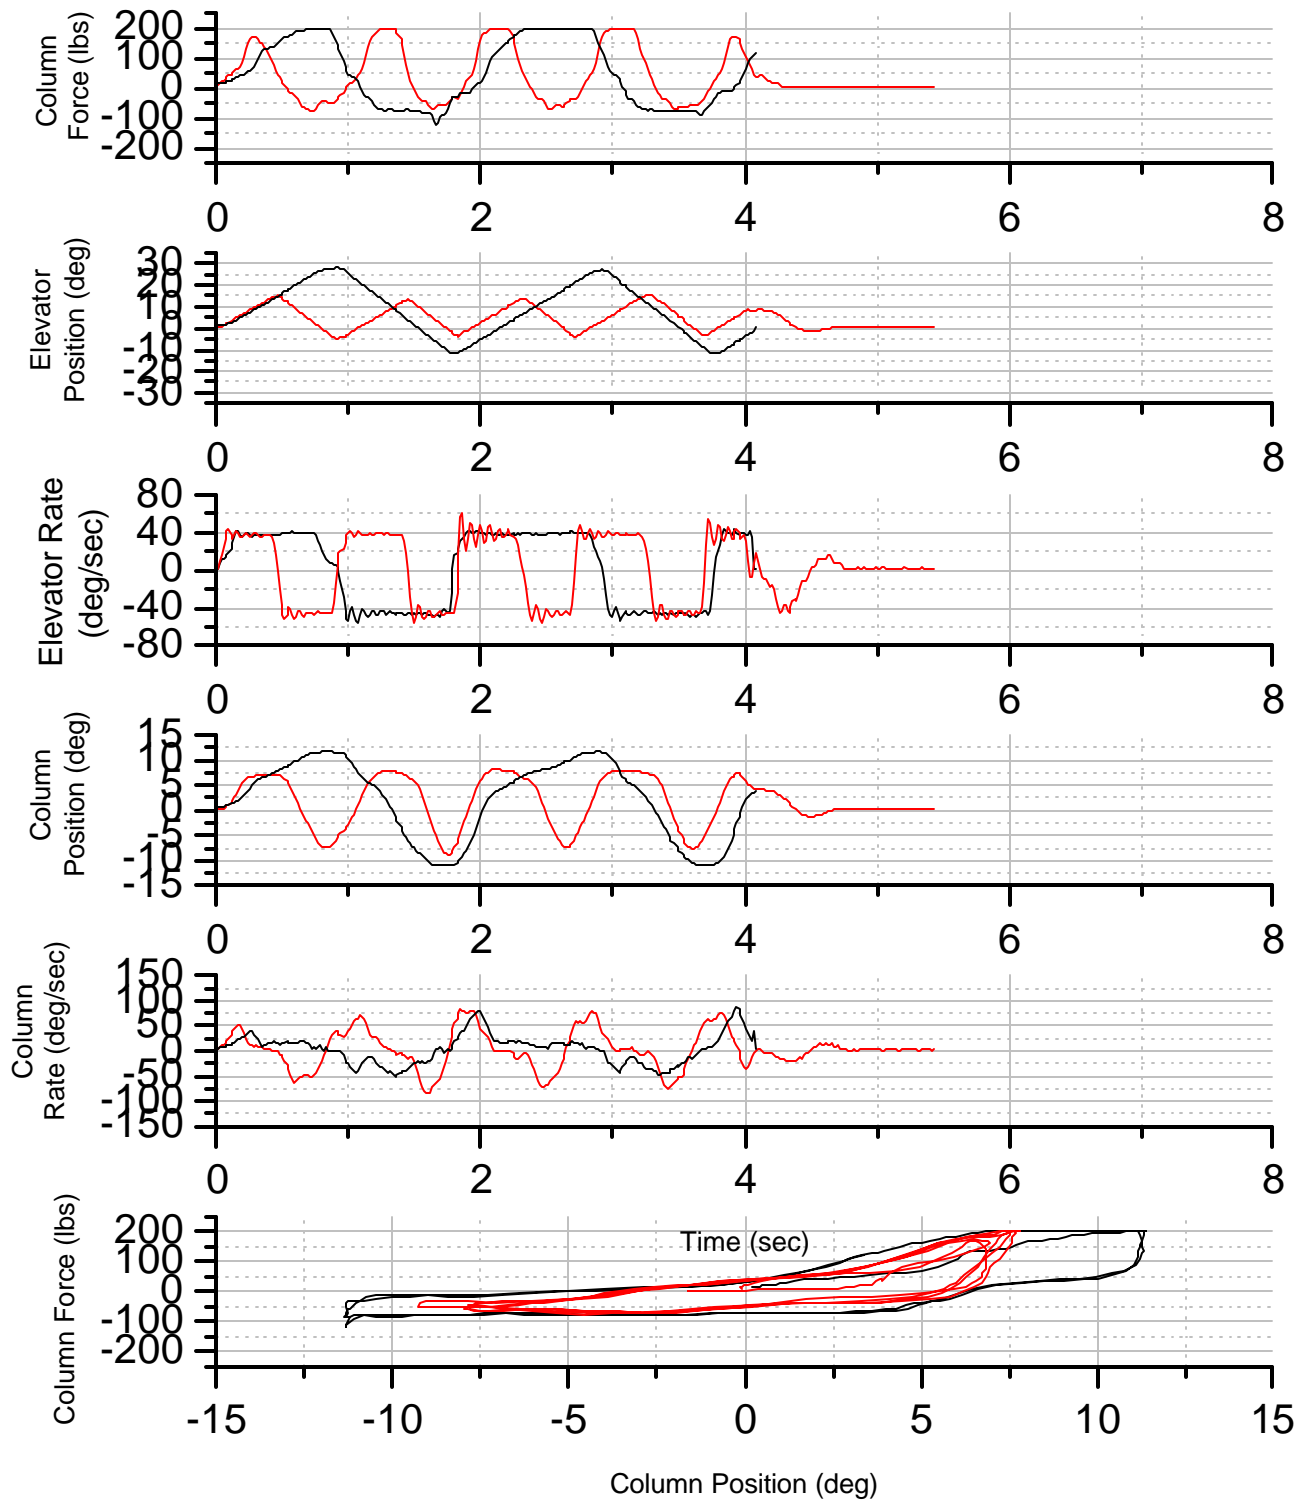 Column
Force (lbs)
200
100
0
-100
-200
0 2 4 6 8
Elevator
Position (deg)
30
20
10
0
-10
-20
-30
0 2 4 6 8
Elevator Rate
(deg/sec)
80
40
0
-40
-80
0 2 4 6 8
Column
Position (deg)
15
10
5
0
-5
-10
-15
0 2 4 6 8
Column
Rate (deg/sec)
150
100
50
0
-50
-100
-150
0 2 4 6 8
Time (sec)
Column Force (lbs)
200
100
0
-100
-200
-15 -10 -5 0 5 10 15
Column Position (deg)